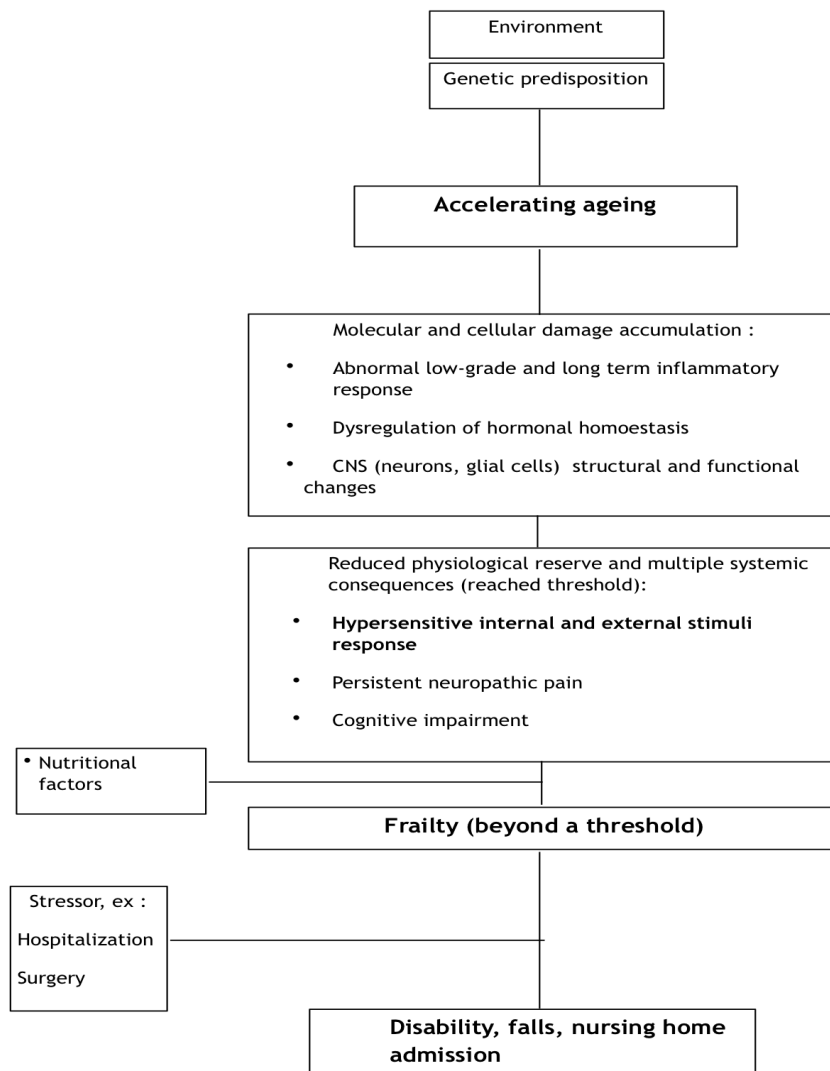 Environment
Genetic predisposition
Accelerating ageing
Molecular and cellular damage accumulation :
• Abnormal low-grade and long term inflammatory
response
• Dysregulation of hormonal homoestasis
• CNS (neurons, glial cells) structural and functional
changes
Reduced physiological reserve and multiple systemic
consequences (reached threshold):
• Hypersensitive internal and external stimuli
response
• Persistent neuropathic pain
• Cognitive impairment
• Nutritional
factors
Frailty (beyond a threshold)
Stressor, ex :
Hospitalization
Surgery
Disability, falls, nursing home
admission